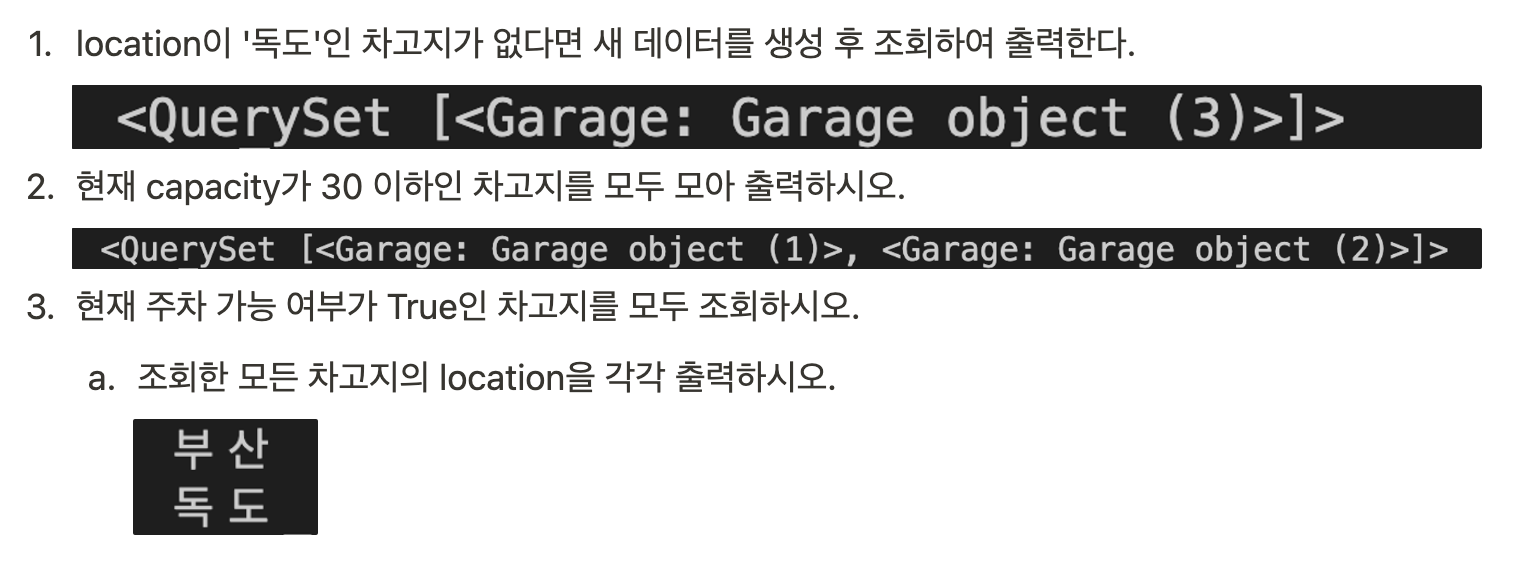 1. location이 '독도'인 차고지가 없다면 새 데이터를 생성 후 조회하여 출력한다.
<QuerySet [<Garage: Garage object (3)>]>
2. 현재 capacity가 30 이하인 차고지를 모두 모아 출력하시오.
<QuerySet [<Garage: Garage object (1)>, <Garage: Garage object (2)>]>
3. 현재 주차 가능 여부가 True인 차고지를 모두 조회하시오.
a. 조회한 모든 차고지의 location을 각각 출력하시오.
부산
독도